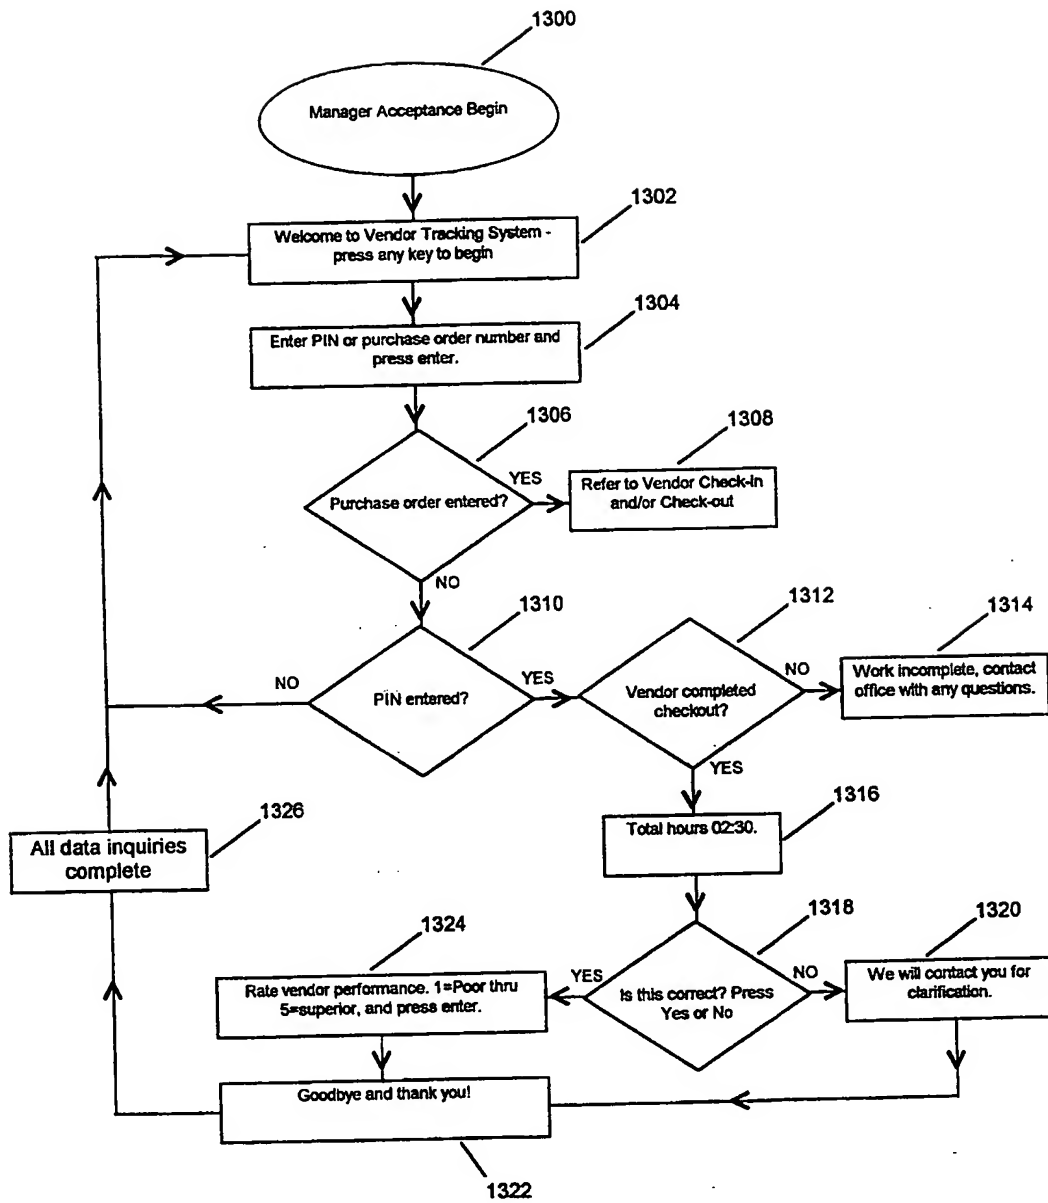 1300
Manager Acceptance Begin
1302
Welcome to Vendor Tracking System -
press any key to begin
1304
Enter PIN or purchase order number and
press enter.
1306
1308
Purchase order entered?
YES
Refer to Vendor Check-in
and/or Check-out
NO
1310
1312
1314
NO
PIN entered?
YES
Vendor completed
checkout?
NO
Work incomplete, contact
office with any questions.
YES
1316
Total hours 02:30.
1326
All data inquiries
complete
1324
1318
1320
Rate vendor performance. 1=Poor thru
5=superior, and press enter.
YES
Is this correct? Press
Yes or No
NO
We will contact you for
clarification.
Goodbye and thank you!
1322